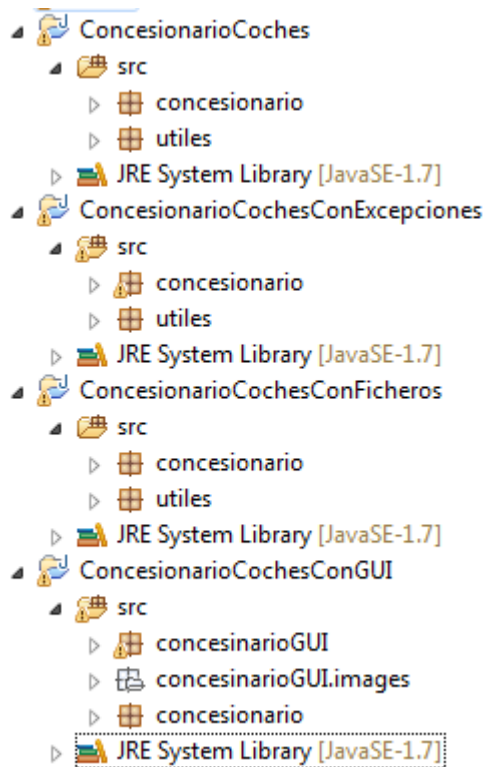 ConcesionarioCoches
src
concesionario
utiles
JRE System Library [JavaSE-1.7]
ConcesionarioCochesConExcepciones
src
concesionario
utiles
JRE System Library [JavaSE-1.7]
ConcesionarioCochesConFicheros
src
concesionario
utiles
JRE System Library [JavaSE-1.7]
ConcesionarioCochesConGUI
src
concesinarioGUI
concesinarioGUI.images
concesionario
JRE System Library [JavaSE-1.7]